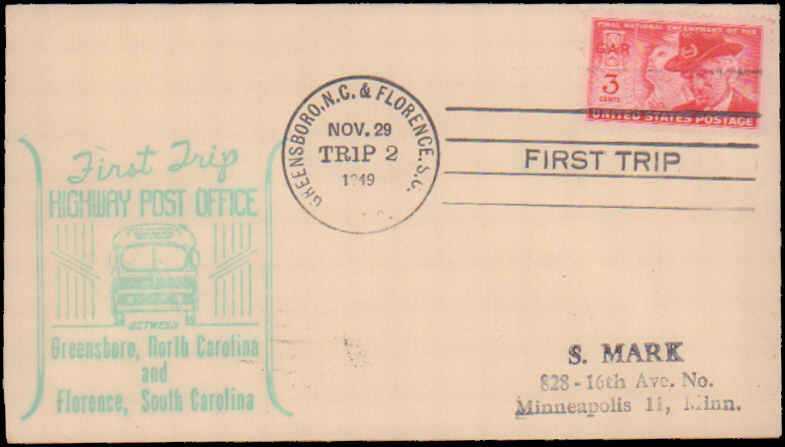 FINAL NATIONAL ENCAMPMENT OF THE
GAR
3
CENTS
UNITED STATES POSTAGE
GREENSBORO, N.C. & FLORENCE, S.C.
NOV. 29
TRIP 2
1949
FIRST TRIP
First Trip
HIGHWAY POST OFFICE
BETWEEN
Greensboro, North Carolina
and
Florence, South Carolina
S. MARK
828 - 16th Ave. No.
Minneapolis 11, Minn.